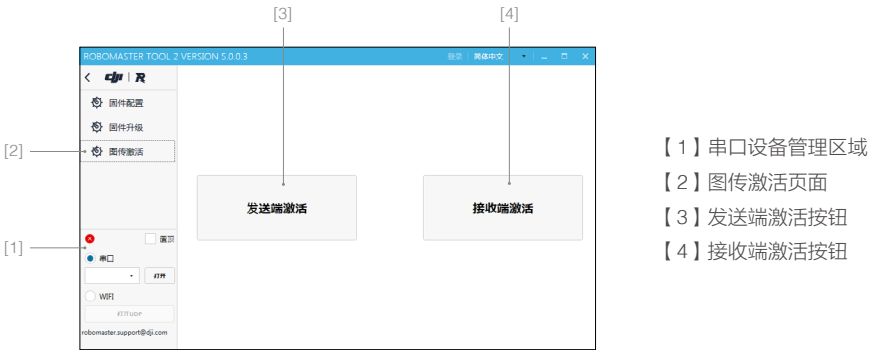 [3]
[4]
ROBOMASTER TOOL 2 VERSION 5.0.0.3
登录 | 简体中文
dji R
固件配置
固件升级
[2]
图传激活
发送端激活
接收端激活
[1]
置顶
串口
打开
WIFI
打开UDP
robomaster.support@dji.com
【1】串口设备管理区域
【2】图传激活页面
【3】发送端激活按钮
【4】接收端激活按钮